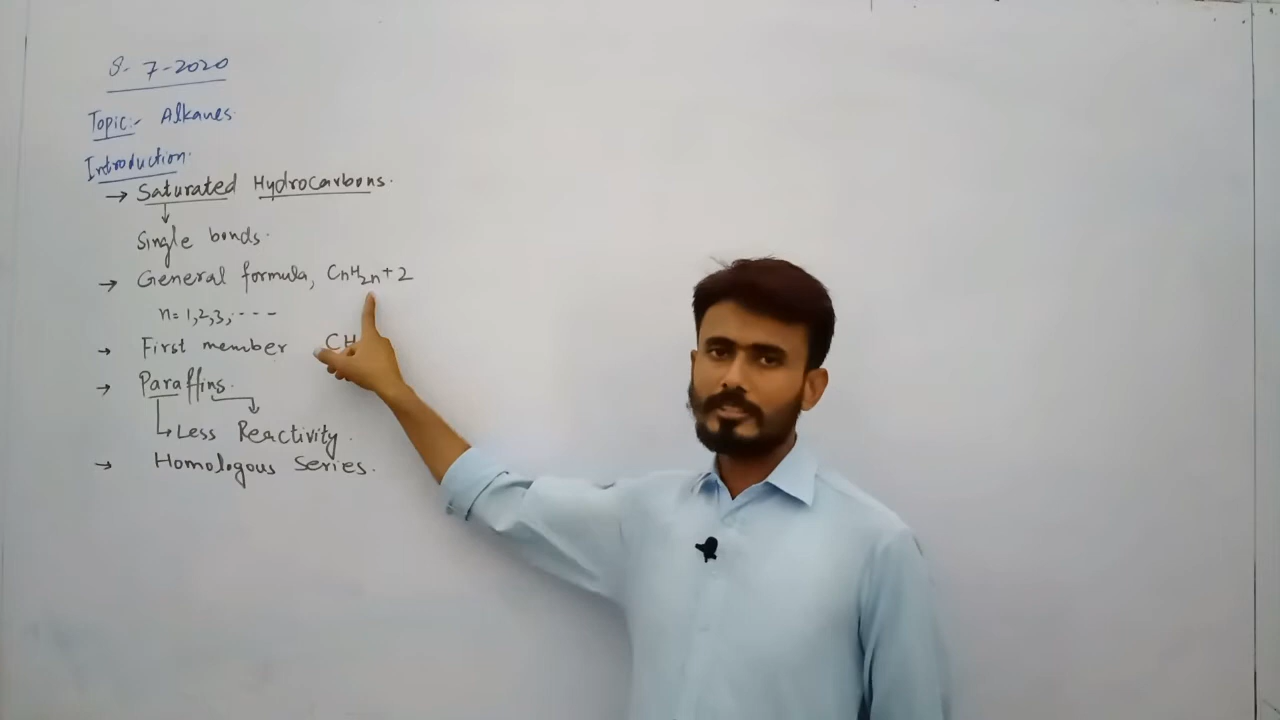 8-7-2020
Topic:- Alkanes.
Introduction.
→ Saturated Hydrocarbons.
↓
Single bonds.
→ General formula, CnH2n+2
n=1,2,3,---
→ First member CH
→ Paraffins.
↳ Less Reactivity.
→ Homologous Series.